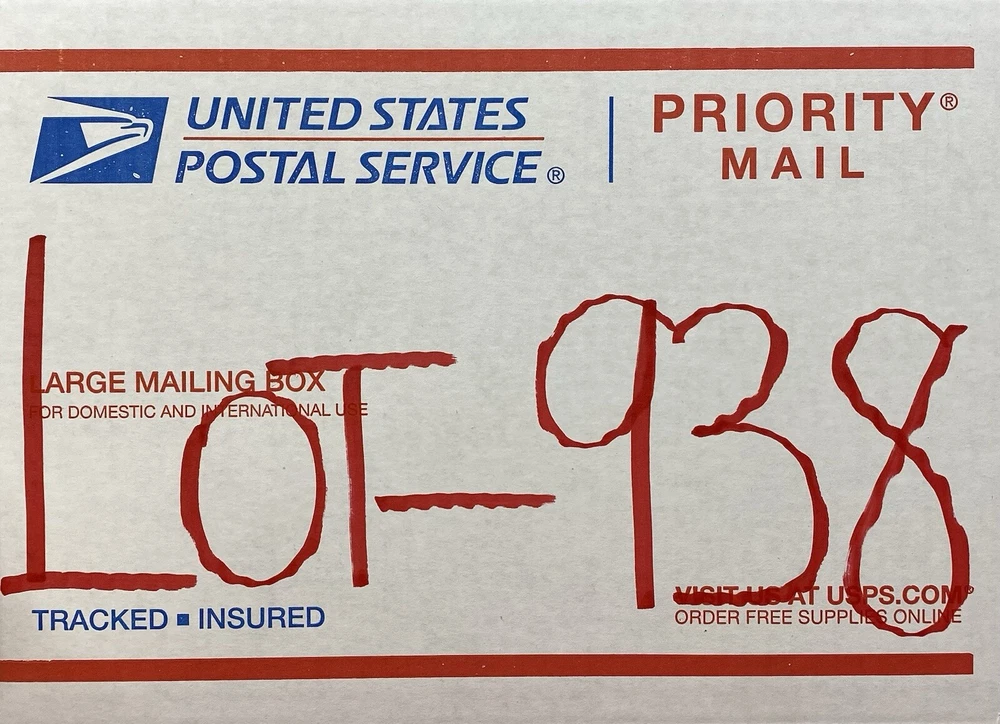 UNITED STATES
POSTAL SERVICE®
PRIORITY®
MAIL
LARGE MAILING BOX
FOR DOMESTIC AND INTERNATIONAL USE
LOT-938
TRACKED ▪ INSURED
VISIT US AT USPS.COM®
ORDER FREE SUPPLIES ONLINE